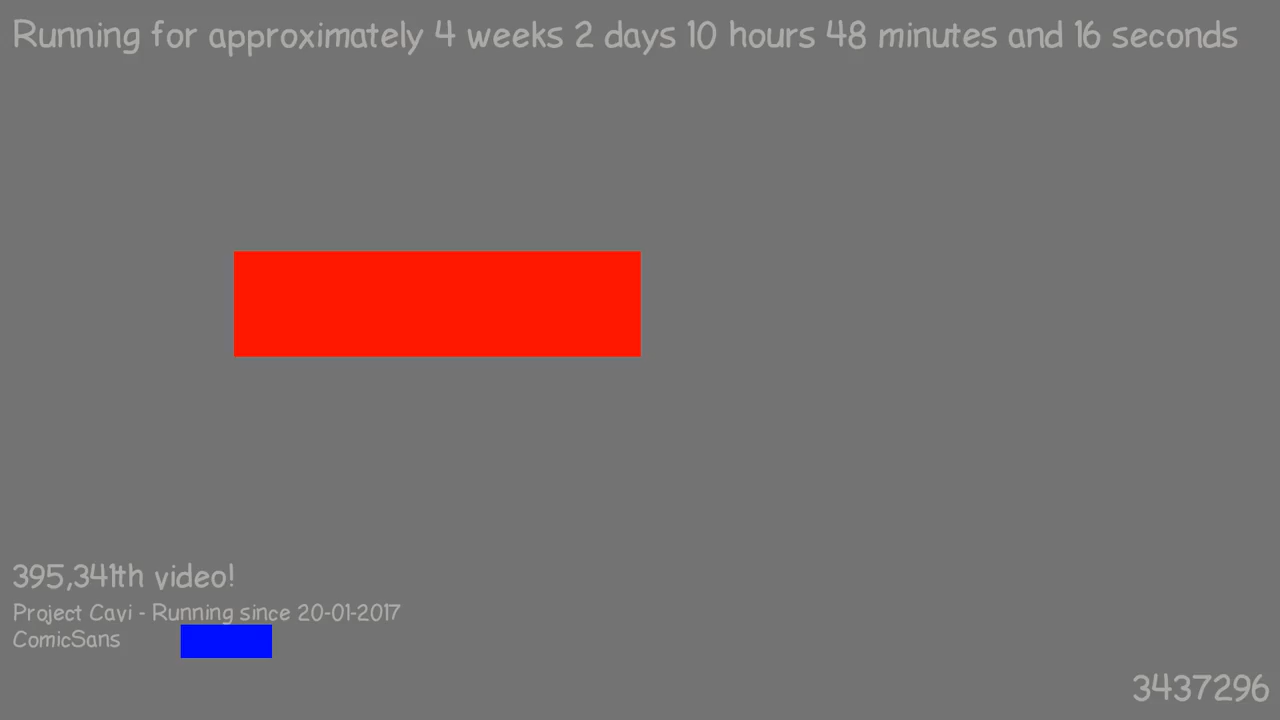 Running for approximately 4 weeks 2 days 10 hours 48 minutes and 16 seconds
395,341th video!
Project Cavi - Running since 20-01-2017
ComicSans
3437296